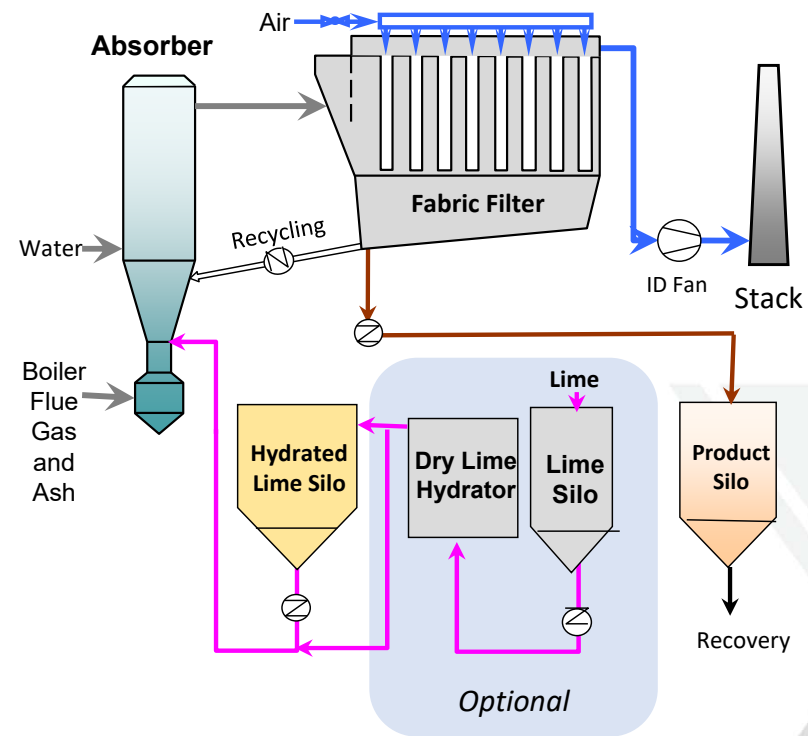 Air
Absorber
Fabric Filter
Recycling
Water
ID Fan
Stack
Boiler
Flue
Gas
and
Ash
Lime
Hydrated
Lime Silo
Dry Lime
Hydrator
Lime
Silo
Product
Silo
Recovery
Optional